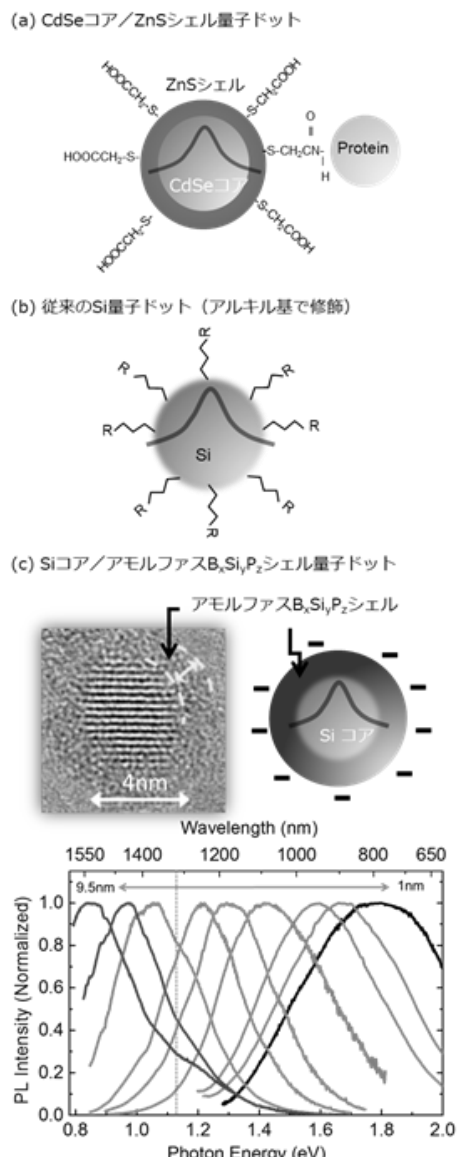 (a) CdSeコア／ZnSシェル量子ドット
ZnSシェル
HOOCCH₂-S-
-S-CH₂COOH
O
HOOCCH₂-S-
-S-CH₂CN-
H
Protein
CdSeコア
HOOCCH₂-S-
-S-CH₂COOH
(b) 従来のSi量子ドット（アルキル基で修飾）
R
R
R
R
R
Si
R
R
R
(c) Siコア／アモルファスBₓSiᵧP₂シェル量子ドット
アモルファスBₓSiᵧP₂シェル
4nm
Si コア
Wavelength (nm)
1550 1400 1200 1000 900 800 700 650
9.5nm
1nm
PL Intensity (Normalized)
1.0
0.8
0.6
0.4
0.2
0.0
0.8 1.0 1.2 1.4 1.6 1.8 2.0
Photon Energy (eV)